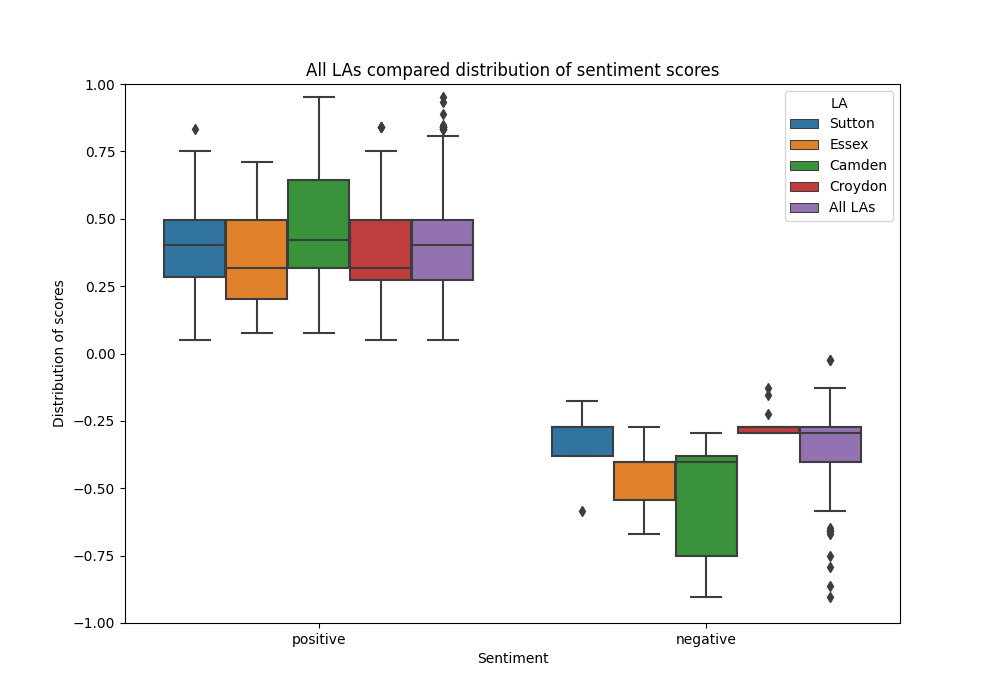 All LAs compared distribution of sentiment scores
LA
Sutton
Essex
Camden
Croydon
All LAs
Distribution of scores
1.00
0.75
0.50
0.25
0.00
−0.25
−0.50
−0.75
−1.00
positive
negative
Sentiment